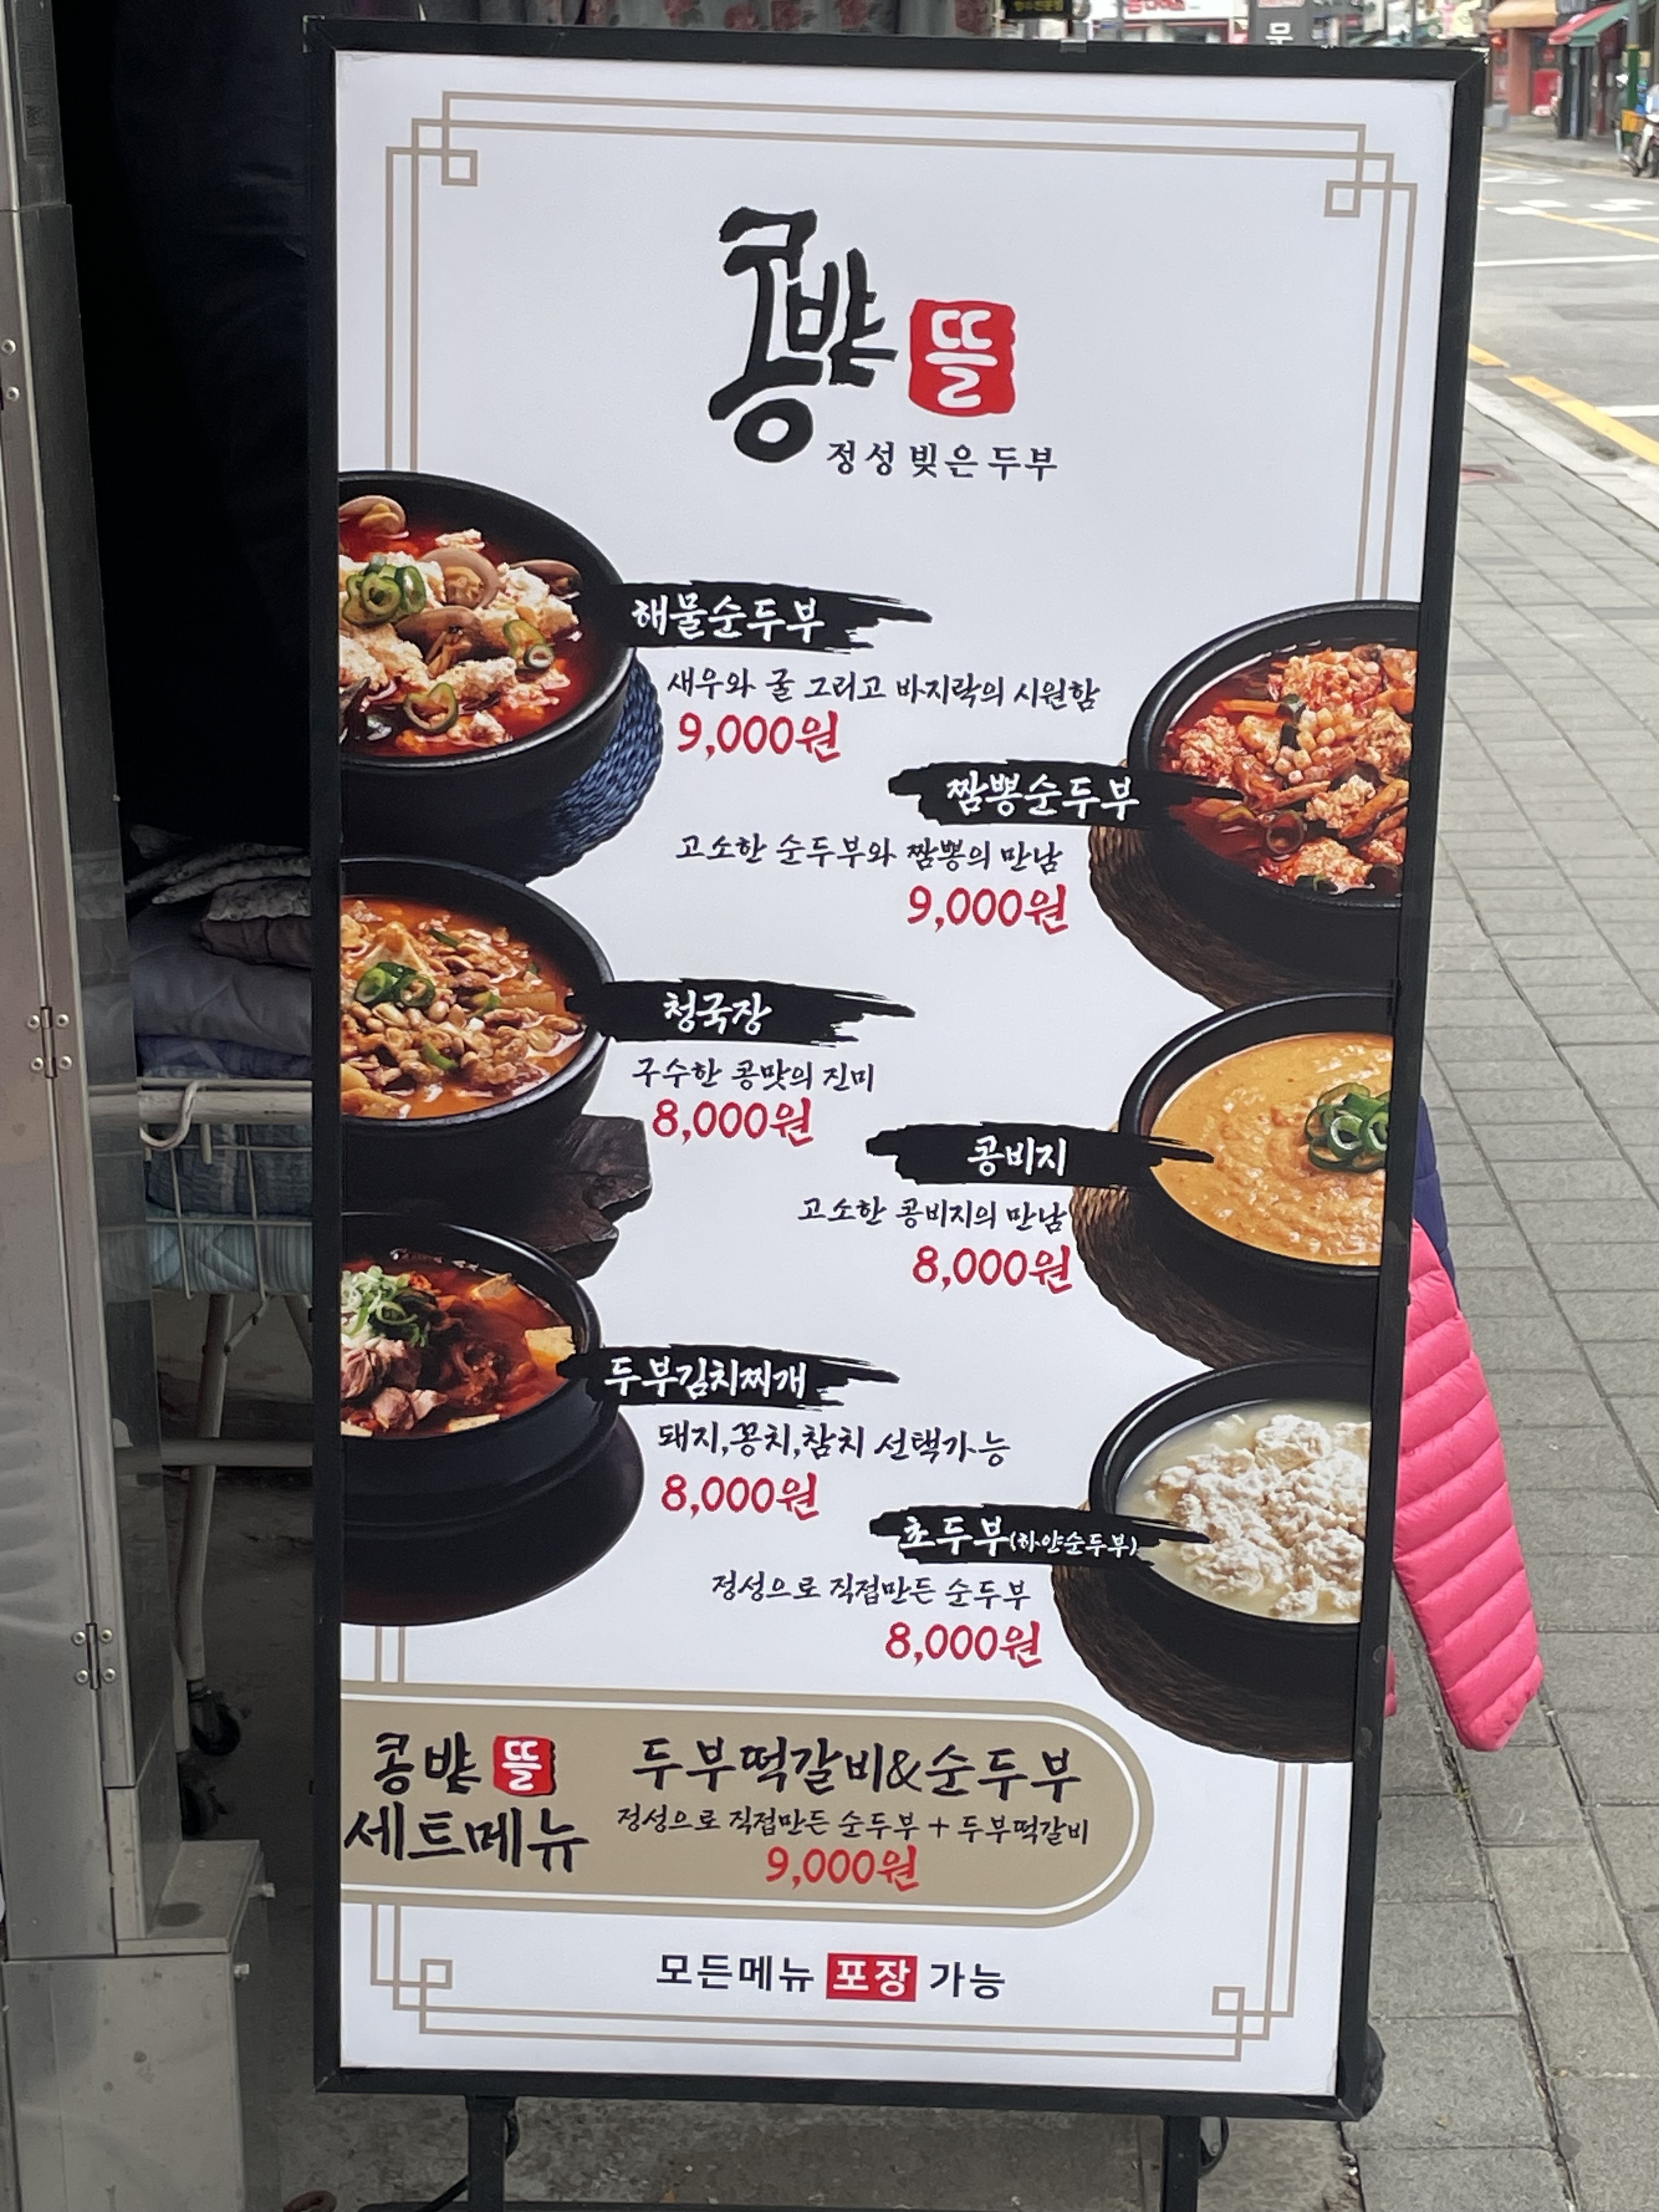 콩밭뜰
정성 빚은 두부
해물순두부
새우와 굴 그리고 바지락의 시원함
9,000원
짬뽕순두부
고소한 순두부와 짬뽕의 만남
9,000원
청국장
구수한 콩맛의 진미
8,000원
콩비지
고소한 콩비지의 만남
8,000원
두부김치찌개
돼지,꽁치,참치 선택가능
8,000원
초두부(하얀순두부)
정성으로 직접만든 순두부
8,000원
콩밭뜰
세트메뉴
두부떡갈비&순두부
정성으로 직접만든 순두부 + 두부떡갈비
9,000원
모든메뉴 포장 가능